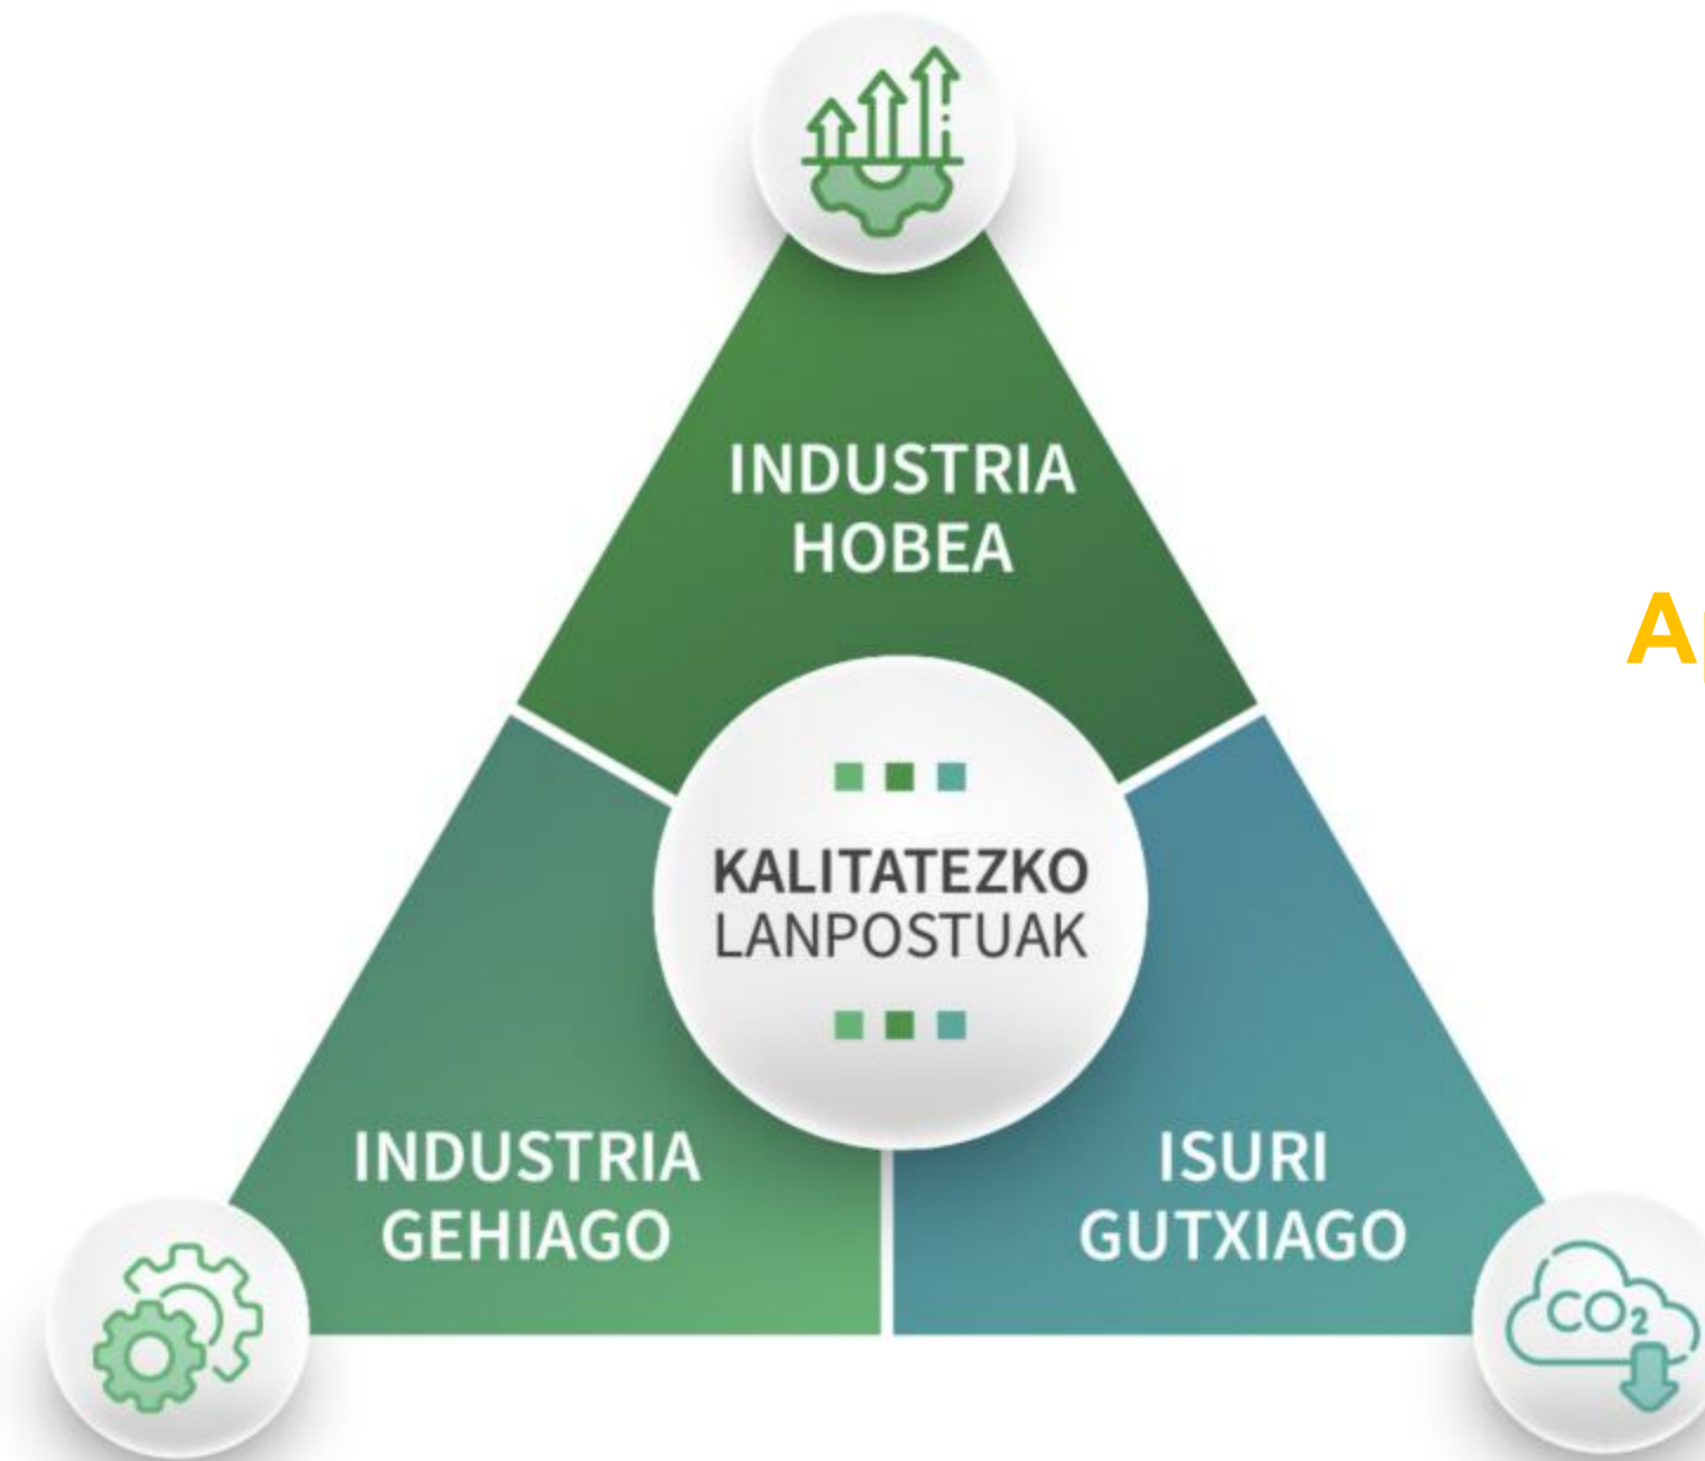 INDUSTRIA
HOBEA
KALITATEZKO
LANPOSTUAK
INDUSTRIA
GEHIAGO
ISURI
GUTXIAGO
CO₂